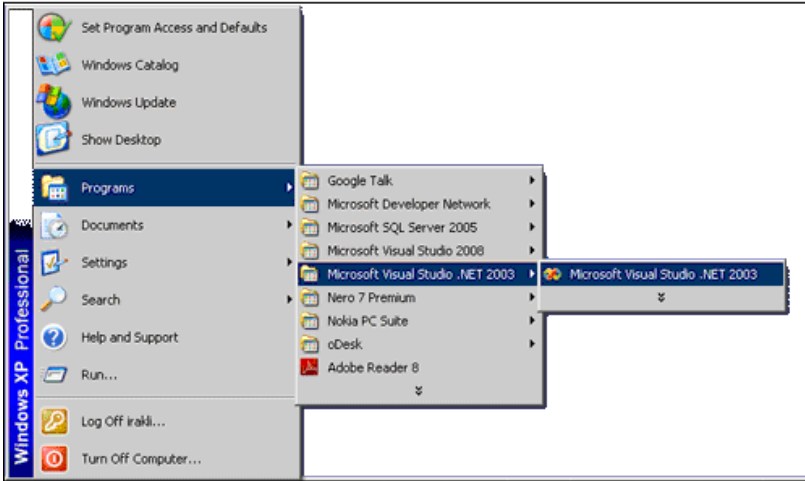 Set Program Access and Defaults
Windows Catalog
Windows Update
Show Desktop
Programs
Documents
Settings
Search
Help and Support
Run...
Log Off irakli...
Turn Off Computer...
Windows XP Professional
Google Talk
Microsoft Developer Network
Microsoft SQL Server 2005
Microsoft Visual Studio 2008
Microsoft Visual Studio .NET 2003
Nero 7 Premium
Nokia PC Suite
oDesk
Adobe Reader 8
Microsoft Visual Studio .NET 2003